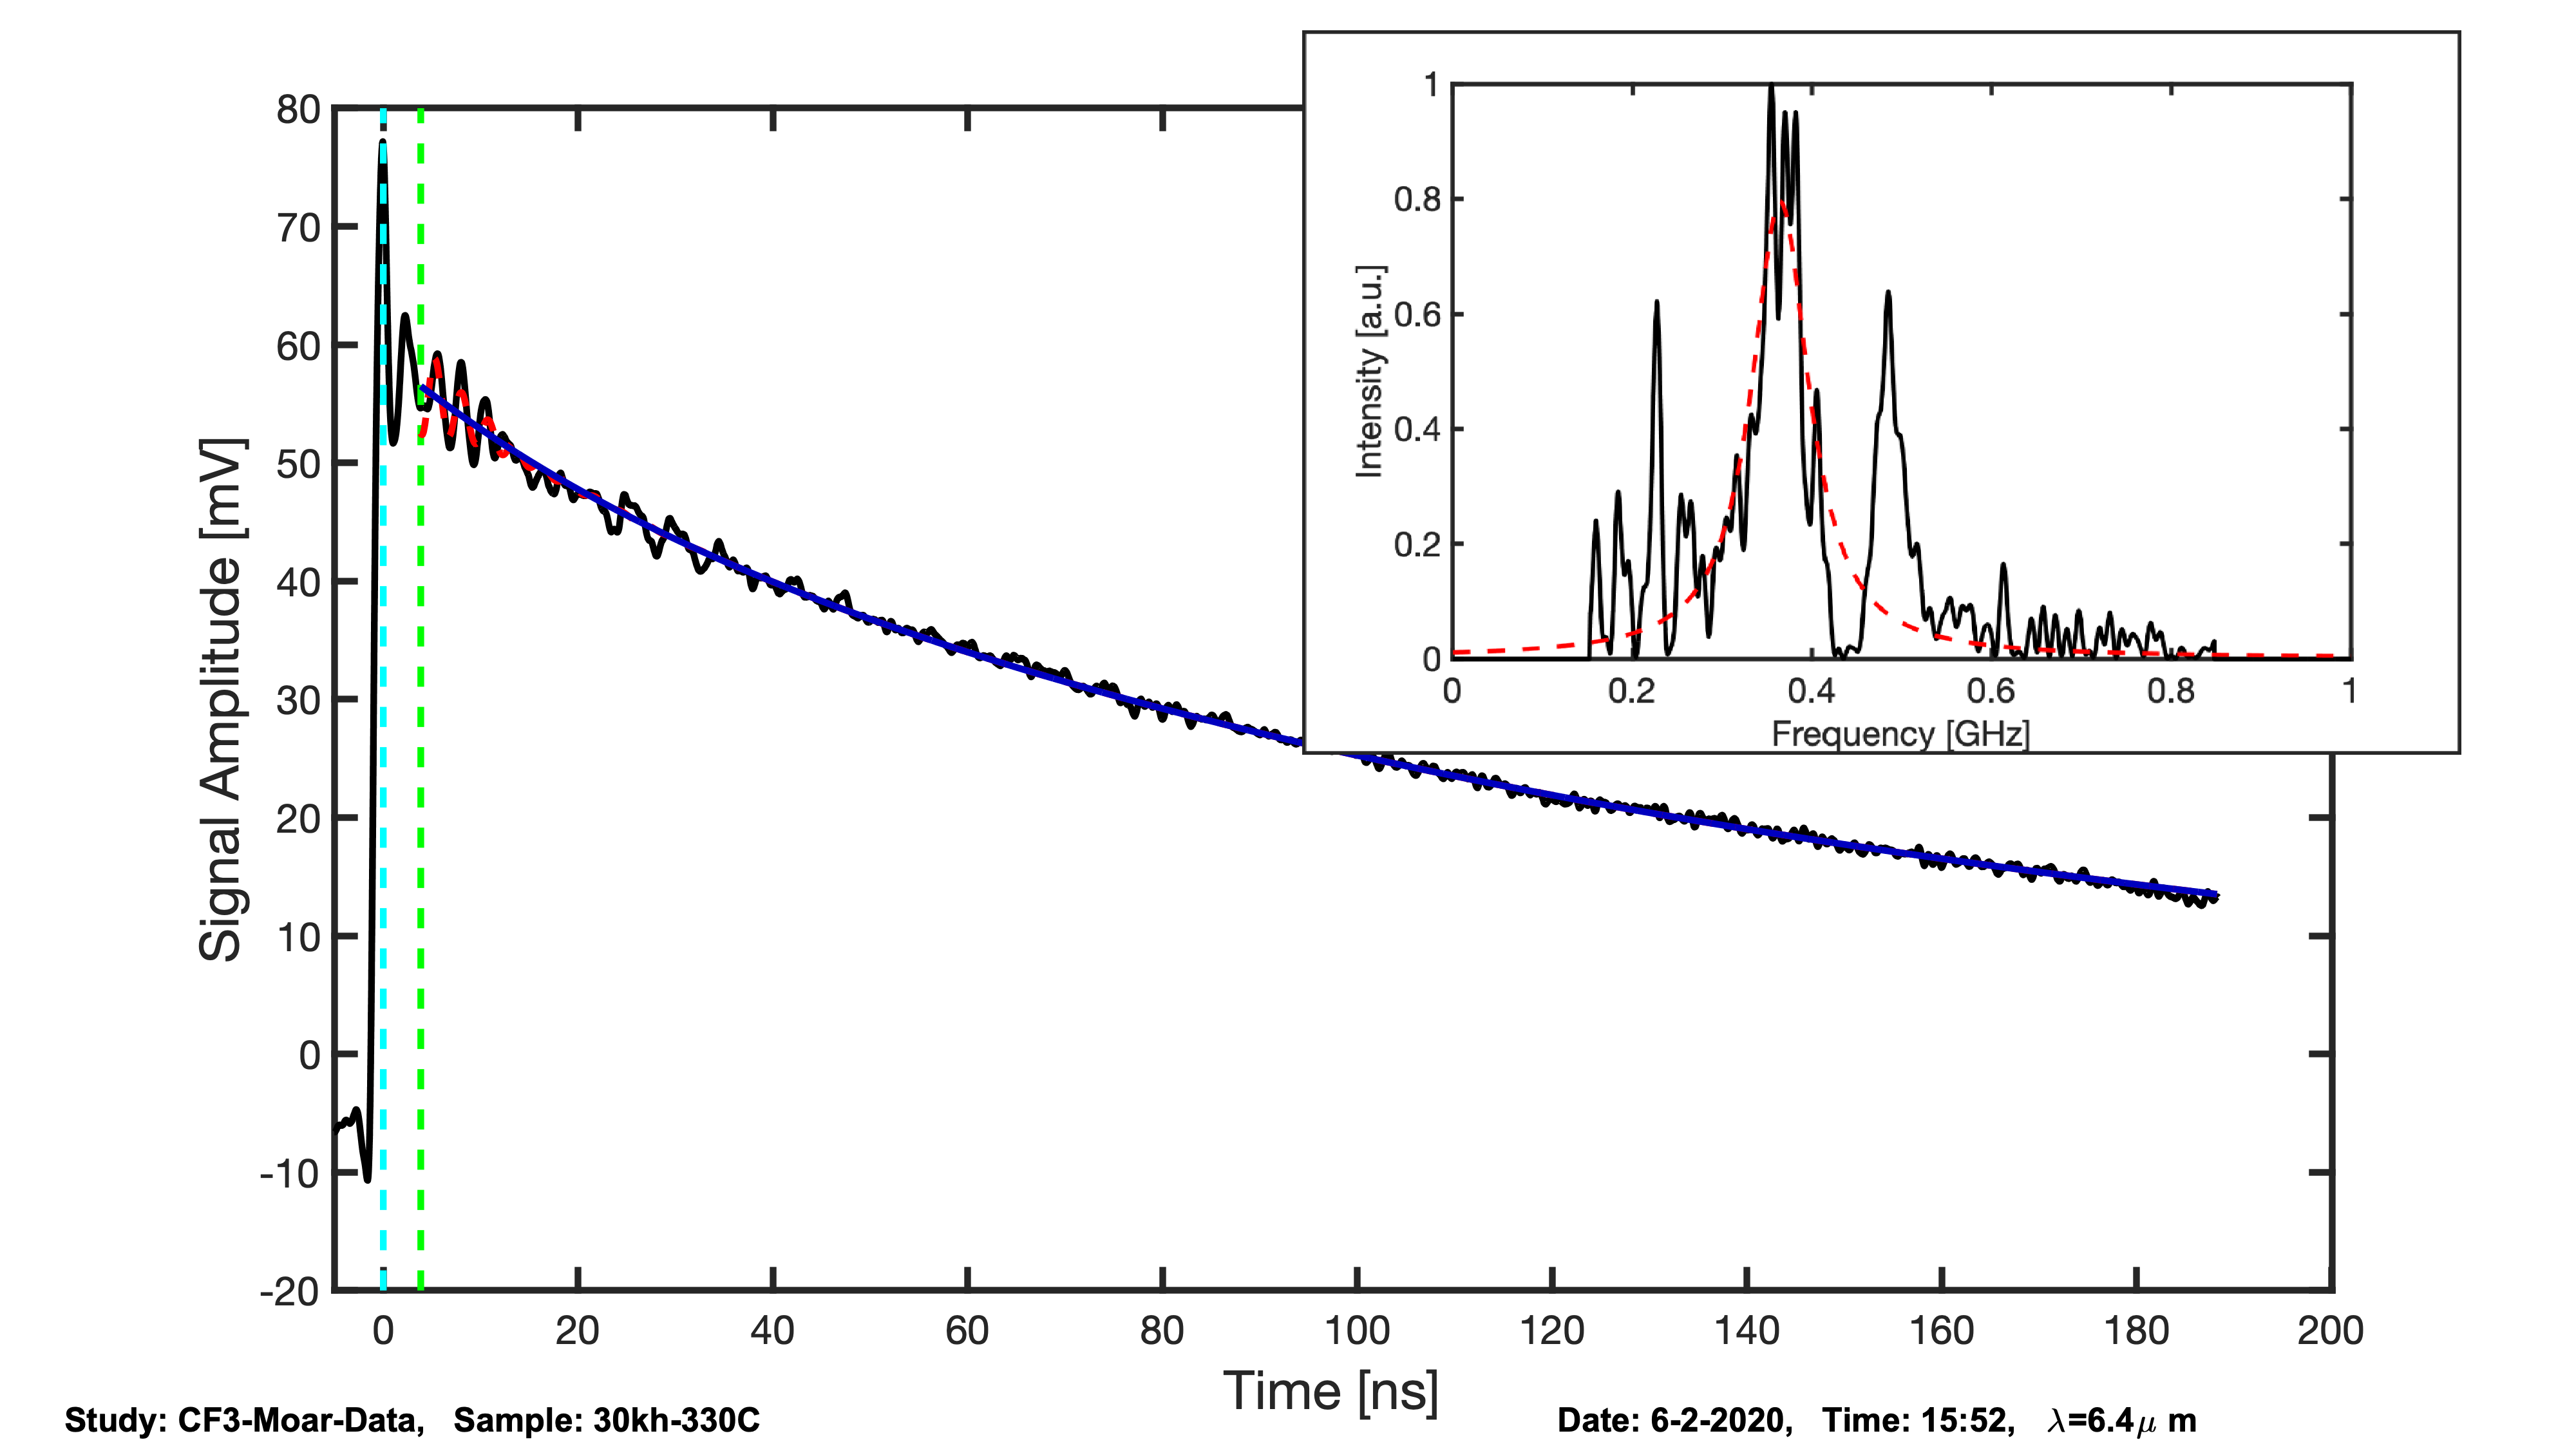 1
0.8
0.6
0.4
0.2
0
Intensity [a.u.]
0 0.2 0.4 0.6 0.8 1
Frequency [GHz]
80
70
60
50
40
30
20
10
0
-10
-20
Signal Amplitude [mV]
0 20 40 60 80 100 120 140 160 180 200
Time [ns]
Study: CF3-Moar-Data, Sample: 30kh-330C
Date: 6-2-2020, Time: 15:52, λ=6.4μ m